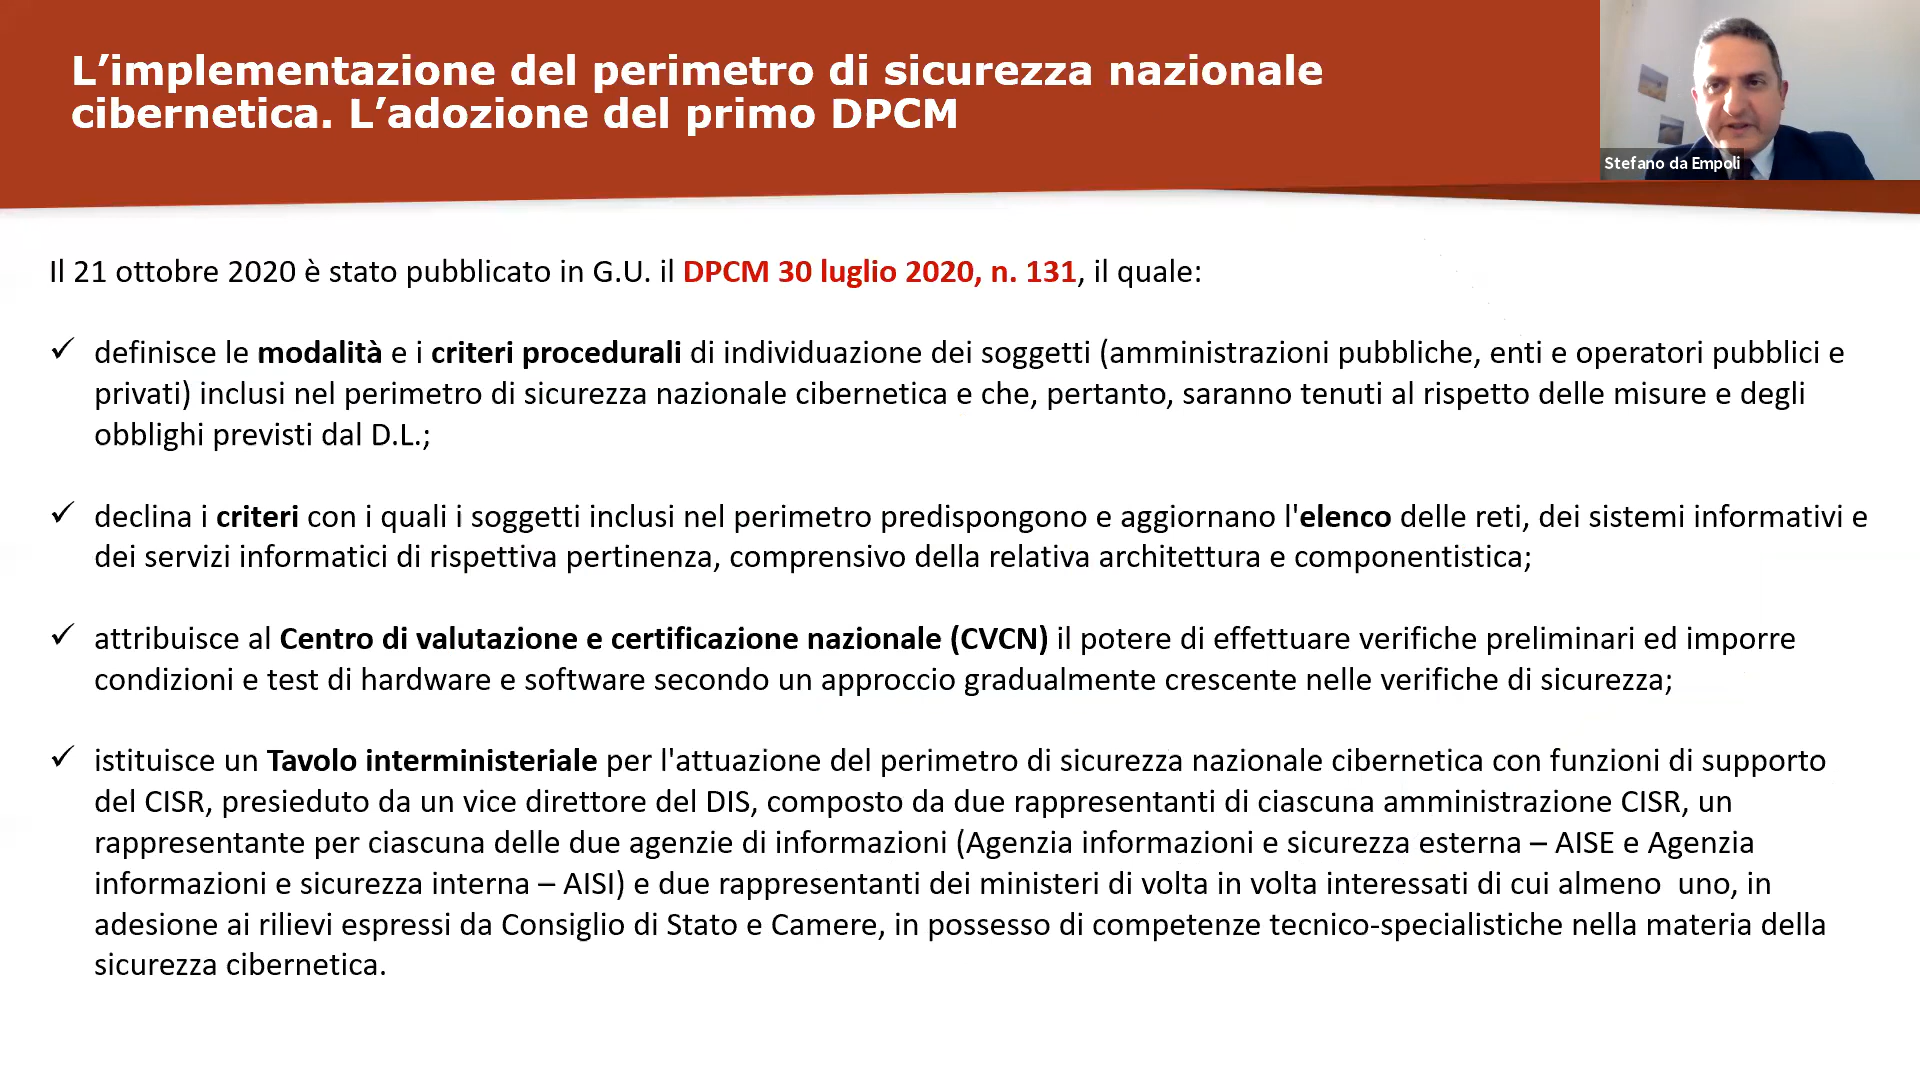 L’implementazione del perimetro di sicurezza nazionale
cibernetica. L’adozione del primo DPCM
Stefano da Empoli
Il 21 ottobre 2020 è stato pubblicato in G.U. il DPCM 30 luglio 2020, n. 131, il quale:
✓ definisce le modalità e i criteri procedurali di individuazione dei soggetti (amministrazioni pubbliche, enti e operatori pubblici e
privati) inclusi nel perimetro di sicurezza nazionale cibernetica e che, pertanto, saranno tenuti al rispetto delle misure e degli
obblighi previsti dal D.L.;
✓ declina i criteri con i quali i soggetti inclusi nel perimetro predispongono e aggiornano l'elenco delle reti, dei sistemi informativi e
dei servizi informatici di rispettiva pertinenza, comprensivo della relativa architettura e componentistica;
✓ attribuisce al Centro di valutazione e certificazione nazionale (CVCN) il potere di effettuare verifiche preliminari ed imporre
condizioni e test di hardware e software secondo un approccio gradualmente crescente nelle verifiche di sicurezza;
✓ istituisce un Tavolo interministeriale per l'attuazione del perimetro di sicurezza nazionale cibernetica con funzioni di supporto
del CISR, presieduto da un vice direttore del DIS, composto da due rappresentanti di ciascuna amministrazione CISR, un
rappresentante per ciascuna delle due agenzie di informazioni (Agenzia informazioni e sicurezza esterna – AISE e Agenzia
informazioni e sicurezza interna – AISI) e due rappresentanti dei ministeri di volta in volta interessati di cui almeno  uno, in
adesione ai rilievi espressi da Consiglio di Stato e Camere, in possesso di competenze tecnico-specialistiche nella materia della
sicurezza cibernetica.